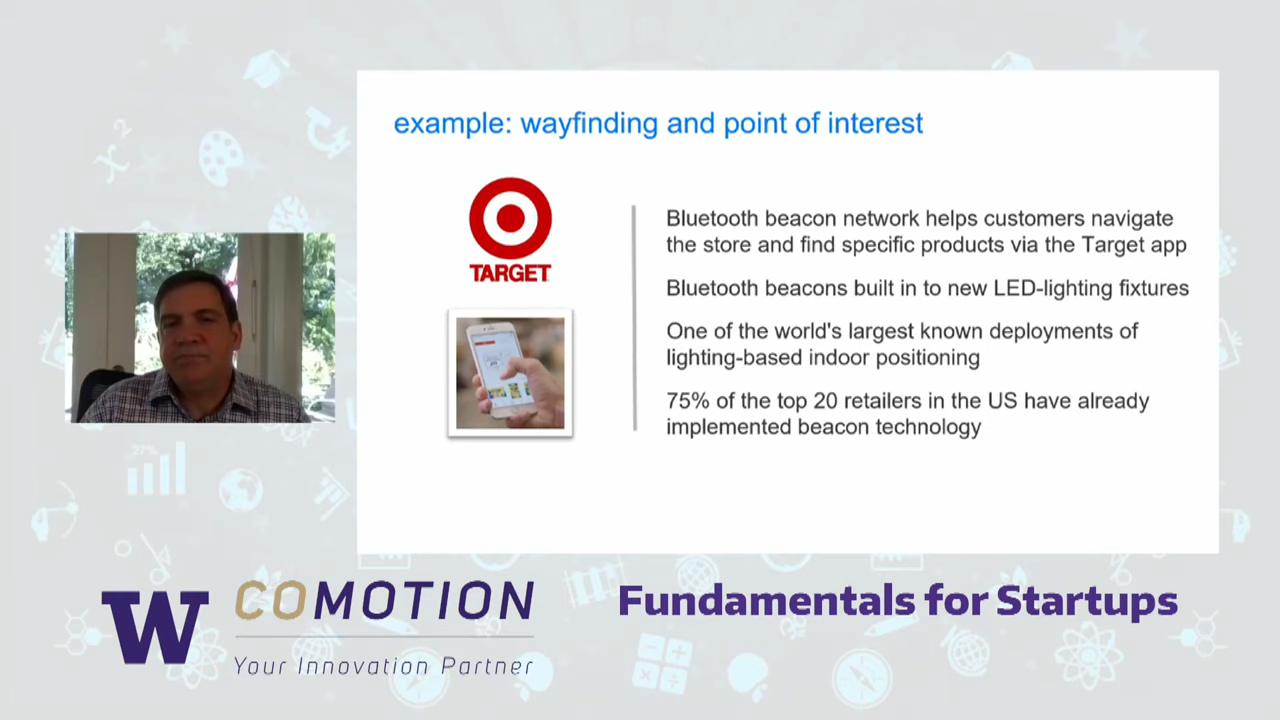 example: wayfinding and point of interest
TARGET
Bluetooth beacon network helps customers navigate
the store and find specific products via the Target app
Bluetooth beacons built in to new LED-lighting fixtures
One of the world's largest known deployments of
lighting-based indoor positioning
75% of the top 20 retailers in the US have already
implemented beacon technology
x²
27%
W
COMOTION
Your Innovation Partner
Fundamentals for Startups